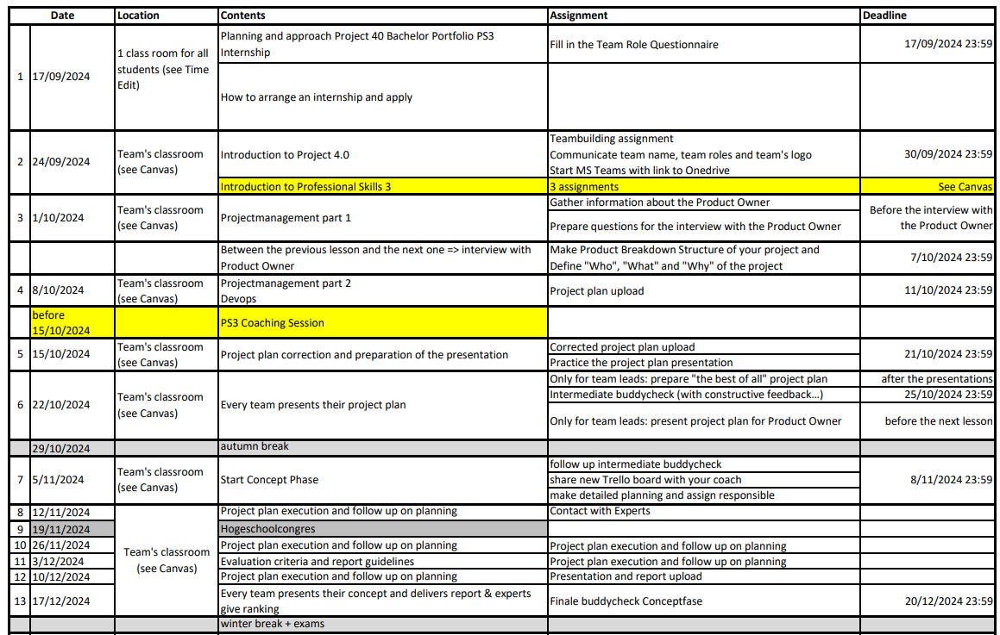 Date Location Contents Assignment Deadline
1 17/09/2024
1 class room for all
students (see Time
Edit)
Planning and approach Project 40 Bachelor Portfolio PS3
Internship
Fill in the Team Role Questionnaire
17/09/2024 23:59
How to arrange an internship and apply
2 24/09/2024
Team's classroom
(see Canvas)
Introduction to Project 4.0
Teambuilding assignment
Communicate team name, team roles and team's logo
Start MS Teams with link to Onedrive
30/09/2024 23:59
Introduction to Professional Skills 3
3 assignments
See Canvas
3 1/10/2024
Team's classroom
(see Canvas)
Projectmanagement part 1
Gather information about the Product Owner
Prepare questions for the interview with the Product Owner
Before the interview with
the Product Owner
Between the previous lesson and the next one => interview with
Product Owner
Make Product Breakdown Structure of your project and
Define "Who", "What" and "Why" of the project
7/10/2024 23:59
4 8/10/2024
Team's classroom
(see Canvas)
Projectmanagement part 2
Devops
Project plan upload
11/10/2024 23:59
before
15/10/2024
PS3 Coaching Session
5 15/10/2024
Team's classroom
(see Canvas)
Project plan correction and preparation of the presentation
Corrected project plan upload
Practice the project plan presentation
21/10/2024 23:59
6 22/10/2024
Team's classroom
(see Canvas)
Every team presents their project plan
Only for team leads: prepare "the best of all" project plan
after the presentations
Intermediate buddycheck (with constructive feedback...)
25/10/2024 23:59
Only for team leads: present project plan for Product Owner
before the next lesson
29/10/2024
autumn break
7 5/11/2024
Team's classroom
(see Canvas)
Start Concept Phase
follow up intermediate buddycheck
share new Trello board with your coach
make detailed planning and assign responsible
8/11/2024 23:59
8 12/11/2024
Team's classroom
(see Canvas)
Project plan execution and follow up on planning
Contact with Experts
9 19/11/2024
Hogeschoolcongres
10 26/11/2024
Project plan execution and follow up on planning
Project plan execution and follow up on planning
11 3/12/2024
Evaluation criteria and report guidelines
Project plan execution and follow up on planning
12 10/12/2024
Project plan execution and follow up on planning
Presentation and report upload
13 17/12/2024
Every team presents their concept and delivers report & experts
give ranking
Finale buddycheck Conceptfase
20/12/2024 23:59
winter break + exams